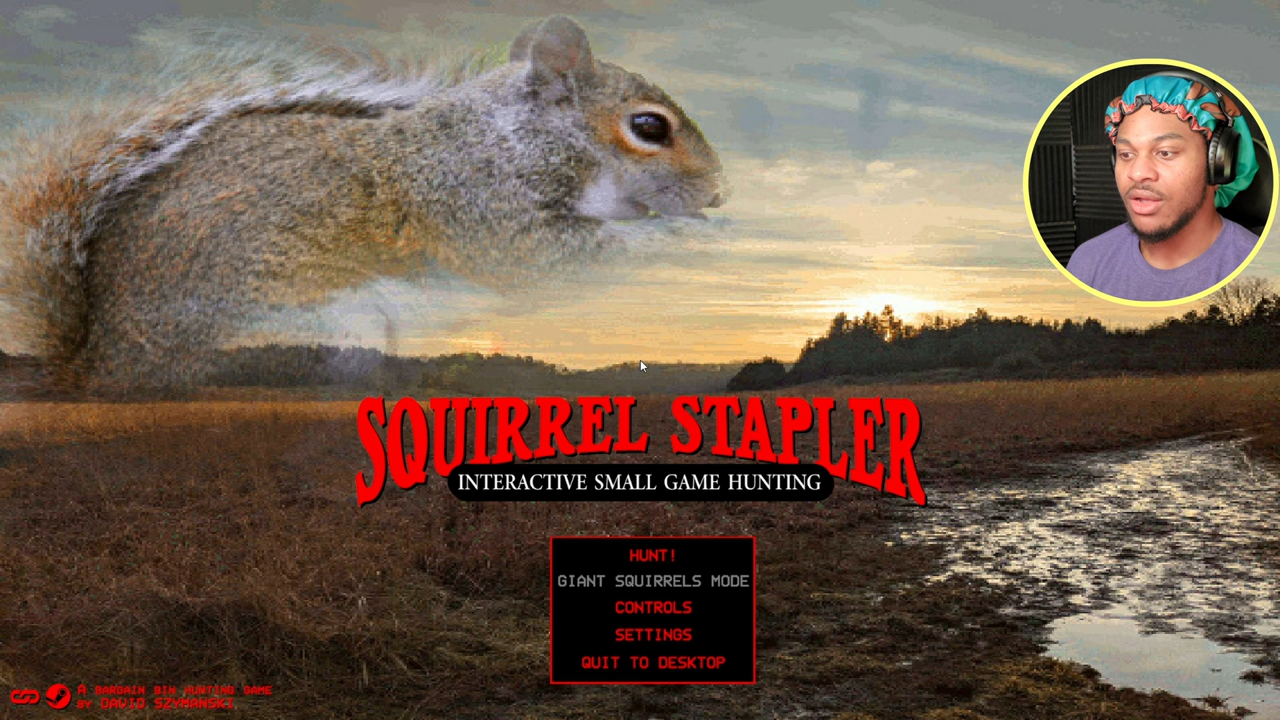 SQUIRREL STAPLER
INTERACTIVE SMALL GAME HUNTING
HUNT!
GIANT SQUIRRELS MODE
CONTROLS
SETTINGS
QUIT TO DESKTOP
A BARGAIN BIN HUNTING GAME
BY DAVID SZYMANSKI